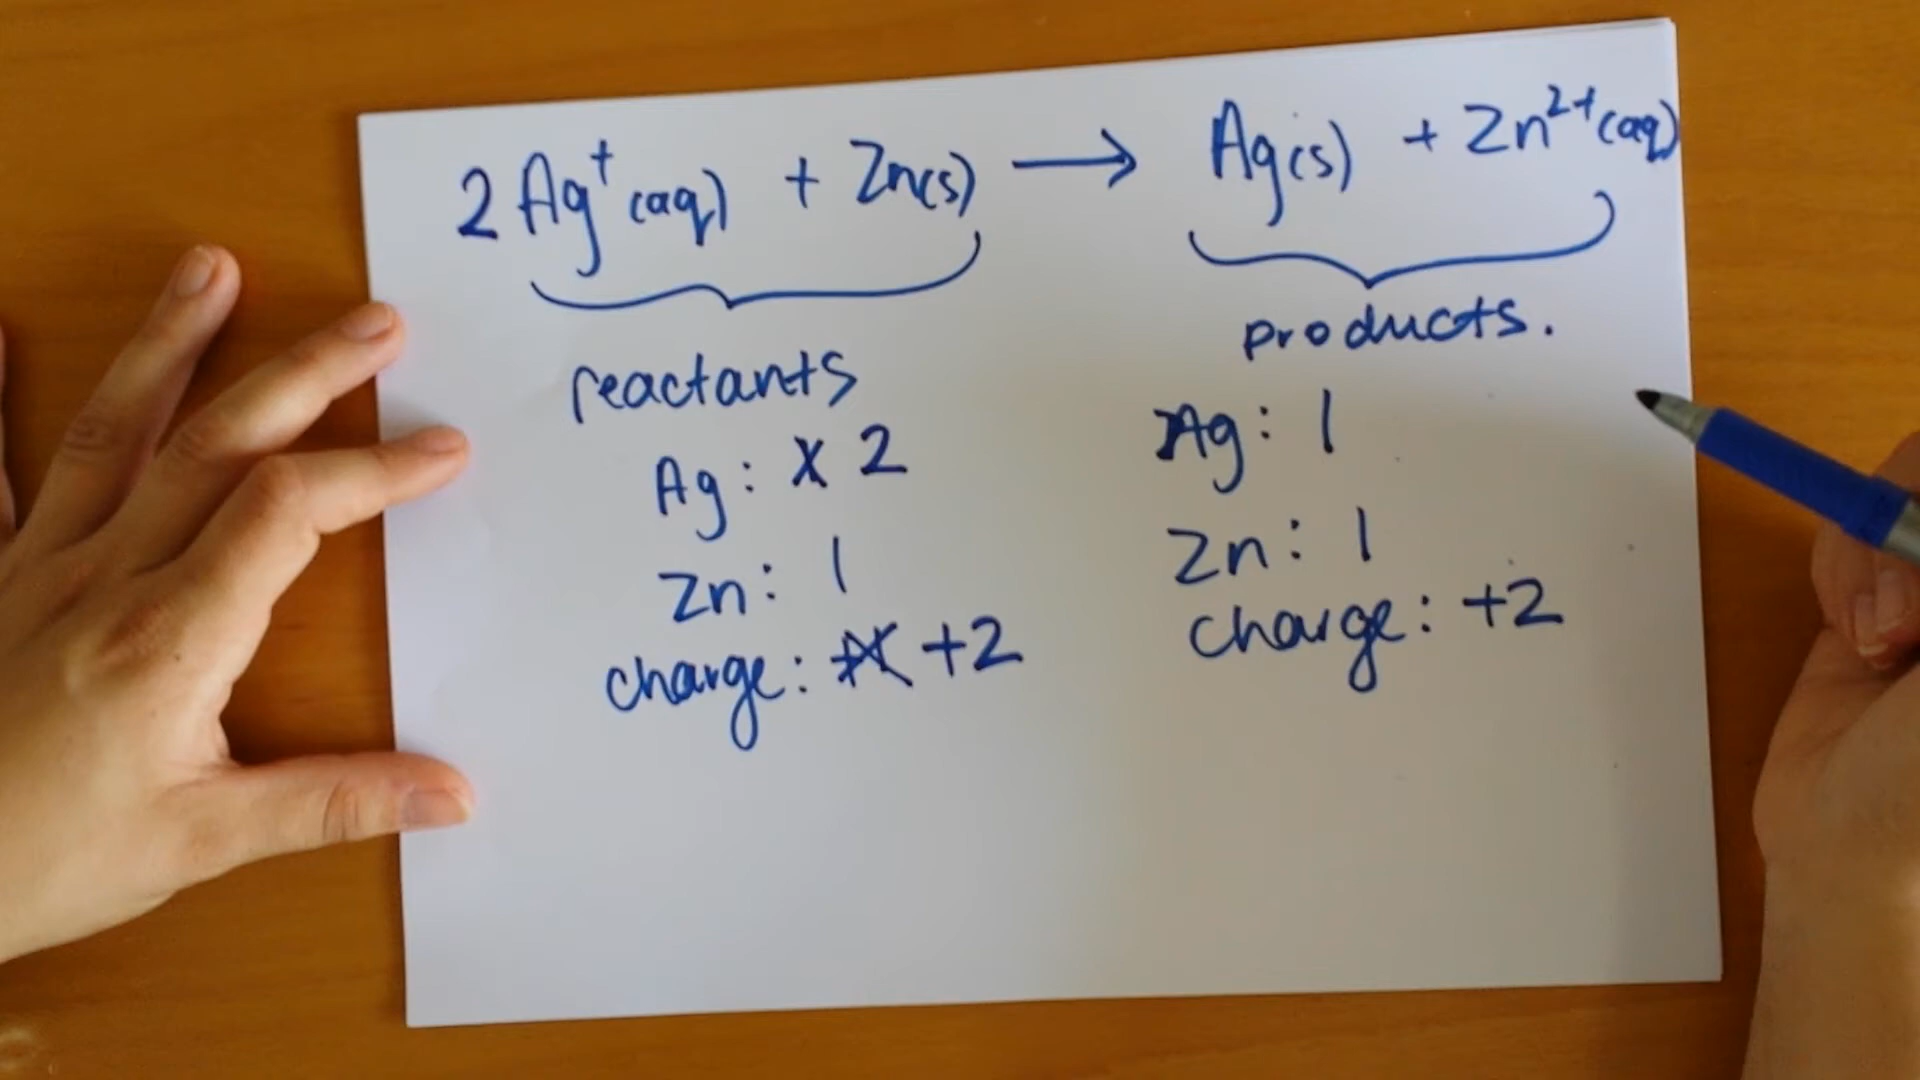 2 Ag⁺(aq) + Zn(s) → Ag(s) + Zn²⁺(aq)
reactants
products.
Ag: 2
Ag: 1
Zn: 1
Zn: 1
charge: +2
charge: +2